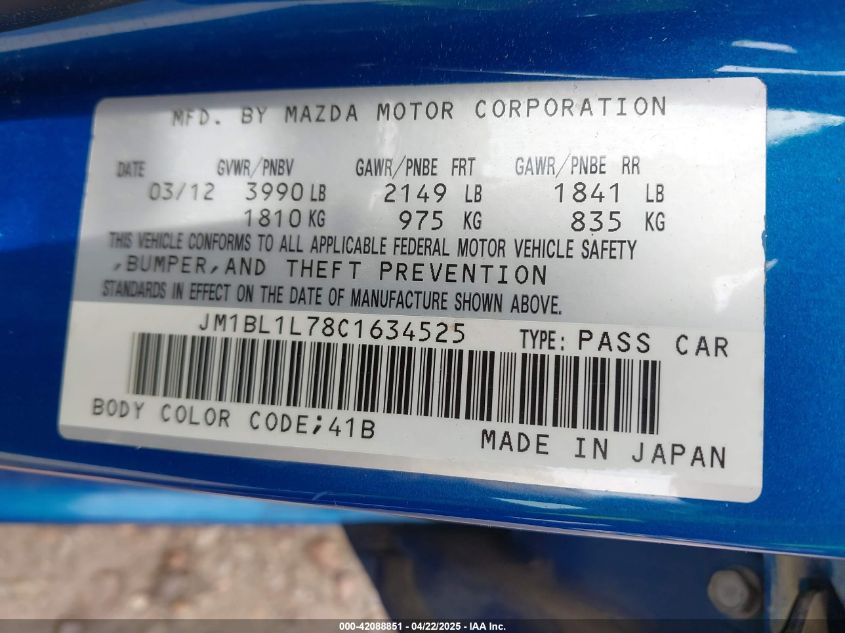 MFD. BY MAZDA MOTOR CORPORATION
DATE GVWR/PNBV GAWR/PNBE FRT GAWR/PNBE RR
03/12 3990 LB 2149 LB 1841 LB
1810 KG 975 KG 835 KG
THIS VEHICLE CONFORMS TO ALL APPLICABLE FEDERAL MOTOR VEHICLE SAFETY
,BUMPER,AND THEFT PREVENTION
STANDARDS IN EFFECT ON THE DATE OF MANUFACTURE SHOWN ABOVE.
JM1BL1L78C1634525 TYPE: PASS CAR
BODY COLOR CODE;41B
MADE IN JAPAN
000-42088851 - 04/22/2025 - IAA Inc.